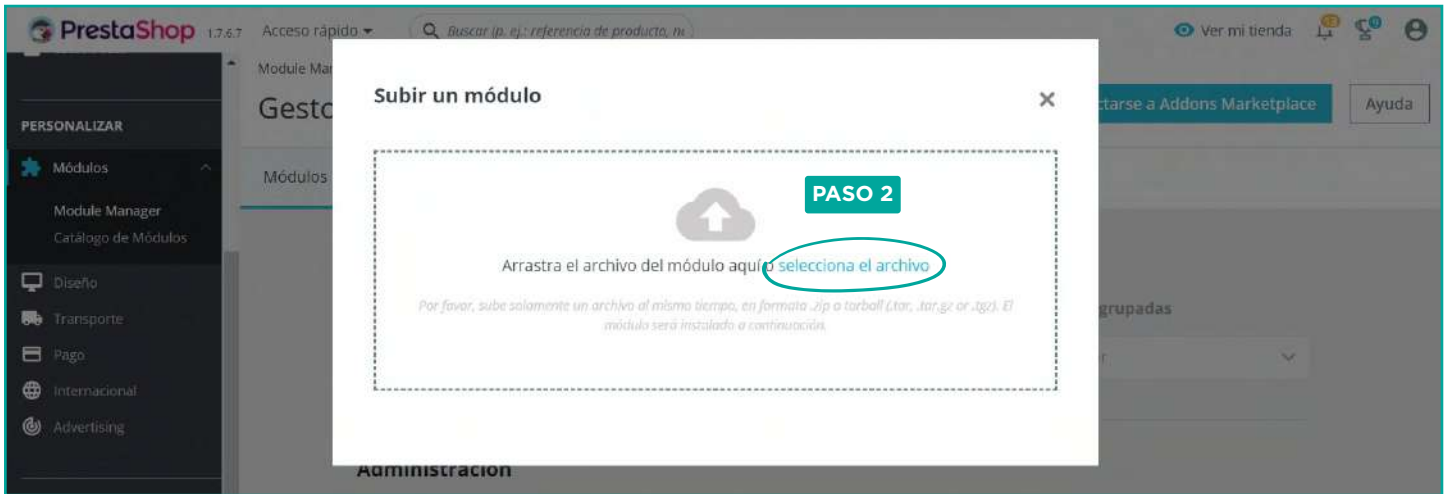 PrestaShop 1.7.6.7 Acceso rápido Buscar (p. ej.: referencia de producto, no Ver mi tienda
Module Mar
Subir un módulo ×
Gesto
ctarse a Addons Marketplace Ayuda
PERSONALIZAR
Módulos
Módulos
PASO 2
Module Manager
Catálogo de Módulos
Arrastra el archivo del módulo aquí o selecciona el archivo
Diseño
Por favor, sube solamente un archivo al mismo tiempo, en formato .zip o tarball (.tar, .tar.gz or .tgz). El
módulo será instalado a continuación.
grupadas
Transporte
Pago
r
Internacional
Advertising
Administración